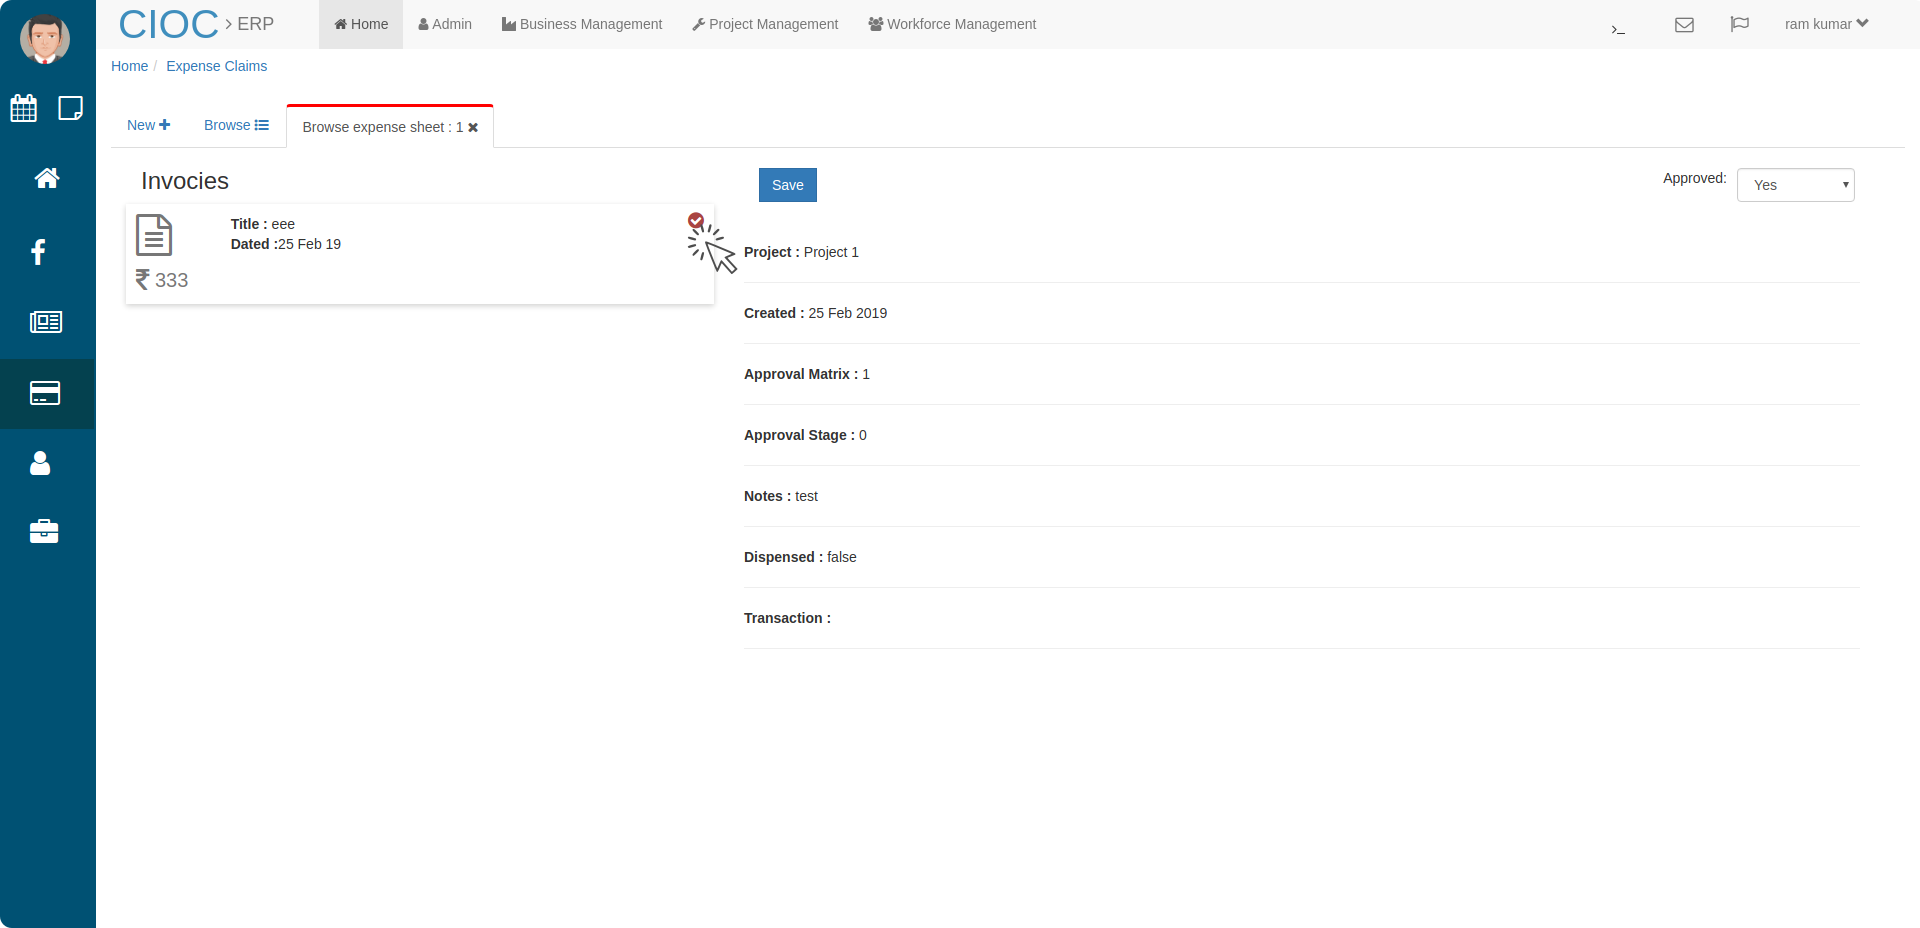 CIOC > ERP
Home
Admin
Business Management
Project Management
Workforce Management
>_
ram kumar
Home / Expense Claims
New
Browse
Browse expense sheet : 1
Invocies
Save
Approved:
Yes
Title : eee
Dated :25 Feb 19
333
Project : Project 1
Created : 25 Feb 2019
Approval Matrix : 1
Approval Stage : 0
Notes : test
Dispensed : false
Transaction :